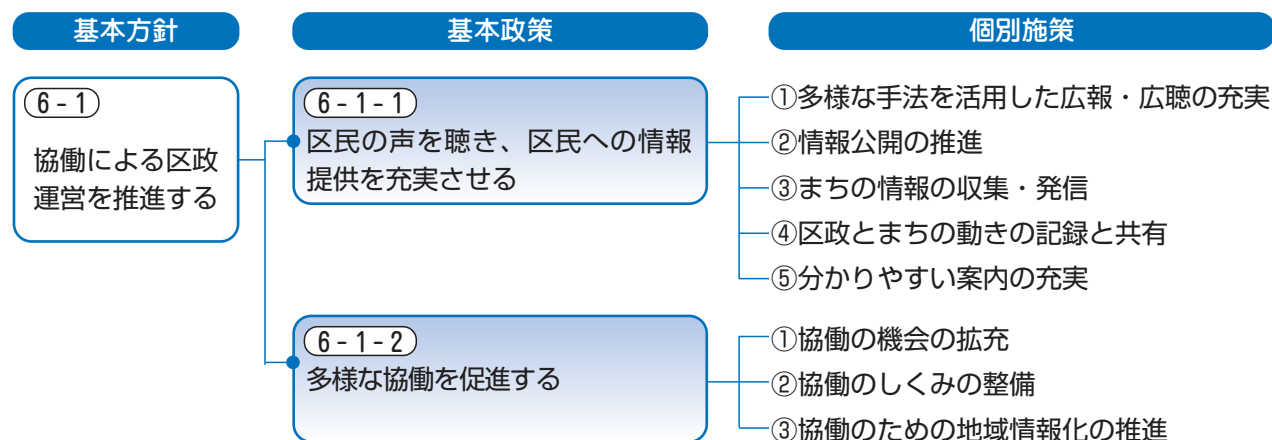 基本方針
基本政策
個別施策
6-1
協働による区政
運営を推進する
6-1-1
区民の声を聴き、区民への情報
提供を充実させる
①多様な手法を活用した広報・広聴の充実
②情報公開の推進
③まちの情報の収集・発信
④区政とまちの動きの記録と共有
⑤分かりやすい案内の充実
6-1-2
多様な協働を促進する
①協働の機会の拡充
②協働のしくみの整備
③協働のための地域情報化の推進